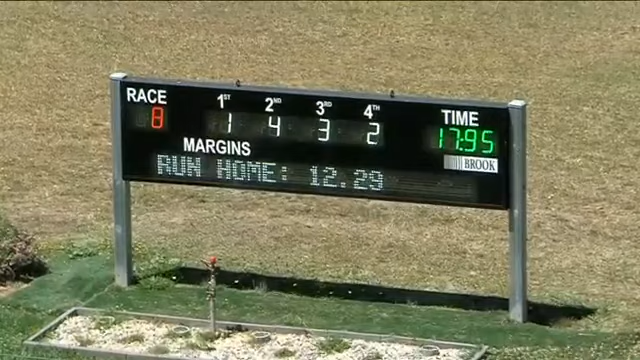 RACE 1ST 2ND 3RD 4TH TIME
8 1 4 3 2 17:95
MARGINS BROOK
RUN HOME: 12.29